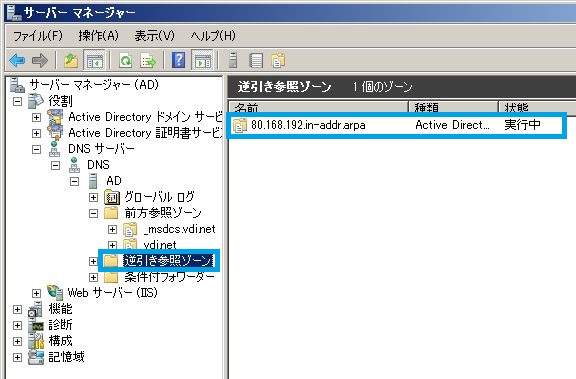 サーバー マネージャー
ファイル(F) 操作(A) 表示(V) ヘルプ(H)
サーバー マネージャー (AD)
役割
Active Directory ドメイン サービ
Active Directory 証明書サービ
DNS サーバー
DNS
AD
グローバル ログ
前方参照ゾーン
_msdcs.vdi.net
vdi.net
逆引き参照ゾーン
条件付フォワーダー
Web サーバー (IIS)
機能
診断
構成
記憶域
逆引き参照ゾーン 1 個のゾーン
名前 種類 状態
80.168.192.in-addr.arpa Active Direct... 実行中